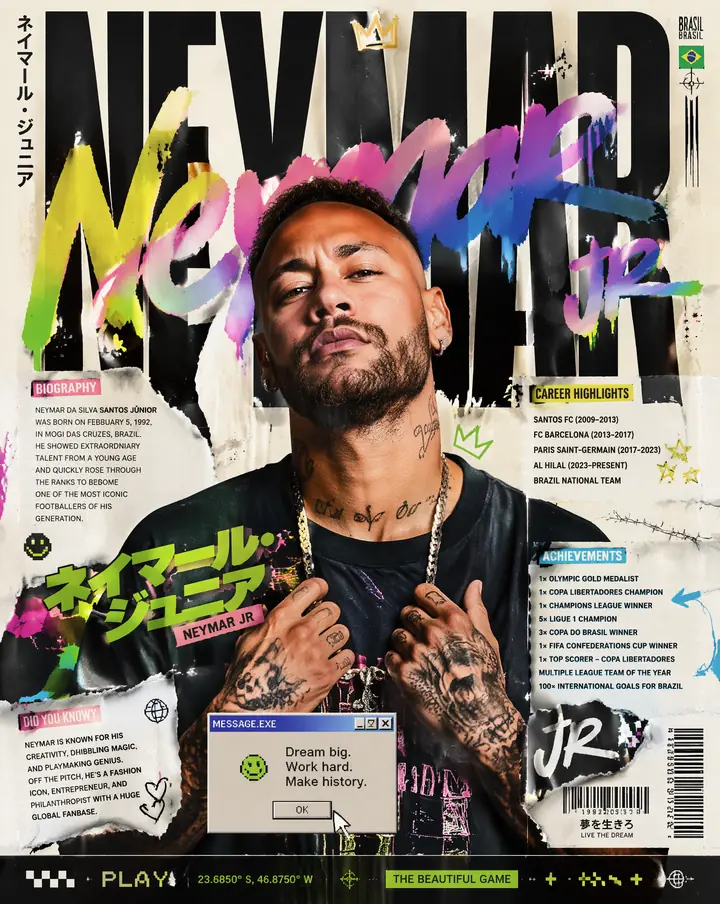 NEYMAR
ネイマール・ジュニア
BRASIL
BRASIL
Neymar
JR
BIOGRAPHY
NEYMAR DA SILVA SANTOS JÚNIOR
WAS BORN ON FEBBUARY 5, 1992,
IN MOGI DAS CRUZES, BRAZIL.
HE SHOWED EXTRAORDNARY
TALENT FROM A YOUNG AGE
AND QUICKLY ROSE THROUGH
THE RANKS TO BEBOME
ONE OF THE MOST ICONIC
FOOTBALLERS OF HIS
GENERATION.
CAREER HIGHLIGHTS
SANTOS FC (2009–2013)
FC BARCELONA (2013–2017)
PARIS SAINT-GERMAIN (2017-2023)
AL HILAL (2023–PRESENT)
BRAZIL NATIONAL TEAM
ネイマール・
ジュニア
NEYMAR JR
ACHIEVEMENTS
1× OLYMPIC GOLD MEDALIST
1× COPA LIBERTADORES CHAMPION
1× CHAMPIONS LEAGUE WINNER
5× LIGUE 1 CHAMPION
3× COPA DO BRASIL WINNER
1× FIFA CONFEDERATIONS CUP WINNER
1× TOP SCORER – COPA LIBERTADORES
MULTIPLE LEAGUE TEAM OF THE YEAR
100× INTERNATIONAL GOALS FOR BRAZIL
DID YOU KNOWY
NEYMAR IS KNOWN FOR HIS
CREATIVITY, DHIBBLING MAGIC,
AND PLAYMAKING GENIUS.
OFF THE PITCH, HE'S A FASHION
ICON, ENTREPRENEUR, AND
PHILANTHROPIST WITH A HUGE
GLOBAL FANBASE.
MESSAGE.EXE
Dream big.
Work hard.
Make history.
OK
JR
夢を生きろ
LIVE THE DREAM
PLAY
23.6850° S, 46.8750° W
THE BEAUTIFUL GAME